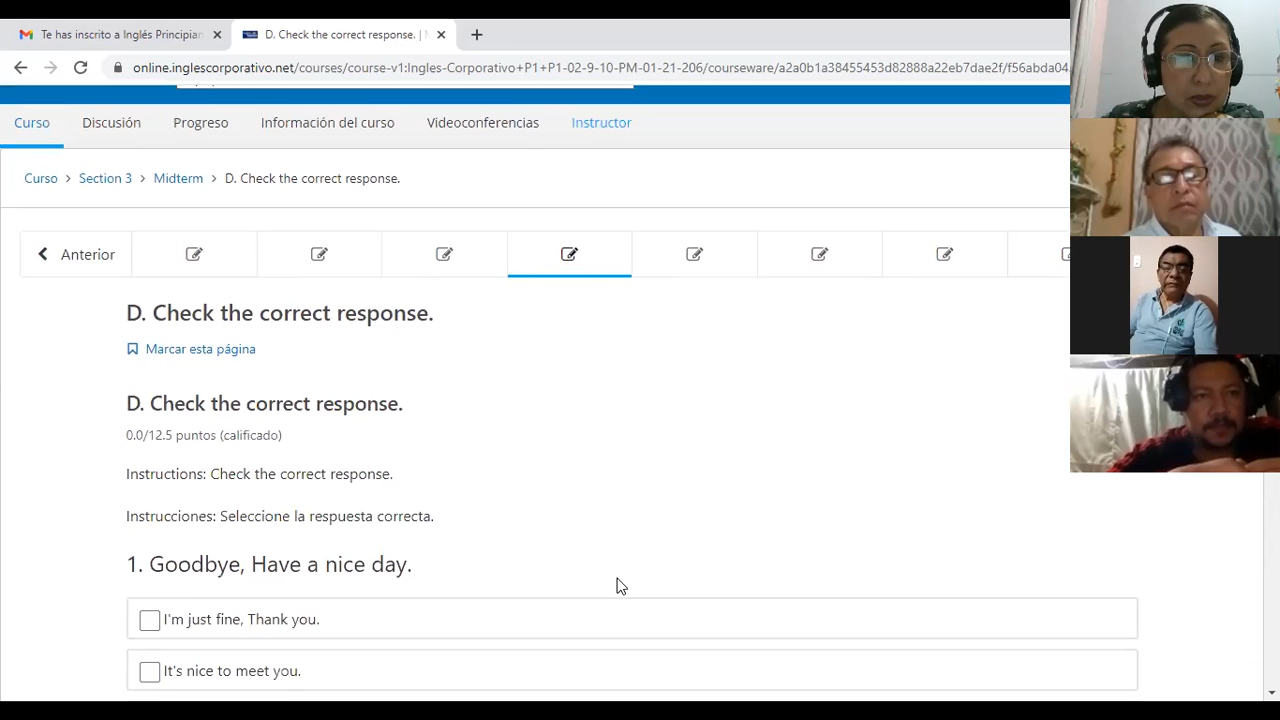 Te has inscrito a Inglés Principian
D. Check the correct response. |
online.inglescorporativo.net/courses/course-v1:Ingles-Corporativo+P1+P1-02-9-10-PM-01-21-206/courseware/a2a0b1a38455453d82888a22eb7dae2f/f56abda04
Curso Discusión Progreso Información del curso Videoconferencias Instructor
Curso > Section 3 > Midterm > D. Check the correct response.
Anterior
D. Check the correct response.
Marcar esta página
D. Check the correct response.
0.0/12.5 puntos (calificado)
Instructions: Check the correct response.
Instrucciones: Seleccione la respuesta correcta.
1. Goodbye, Have a nice day.
I'm just fine, Thank you.
It's nice to meet you.